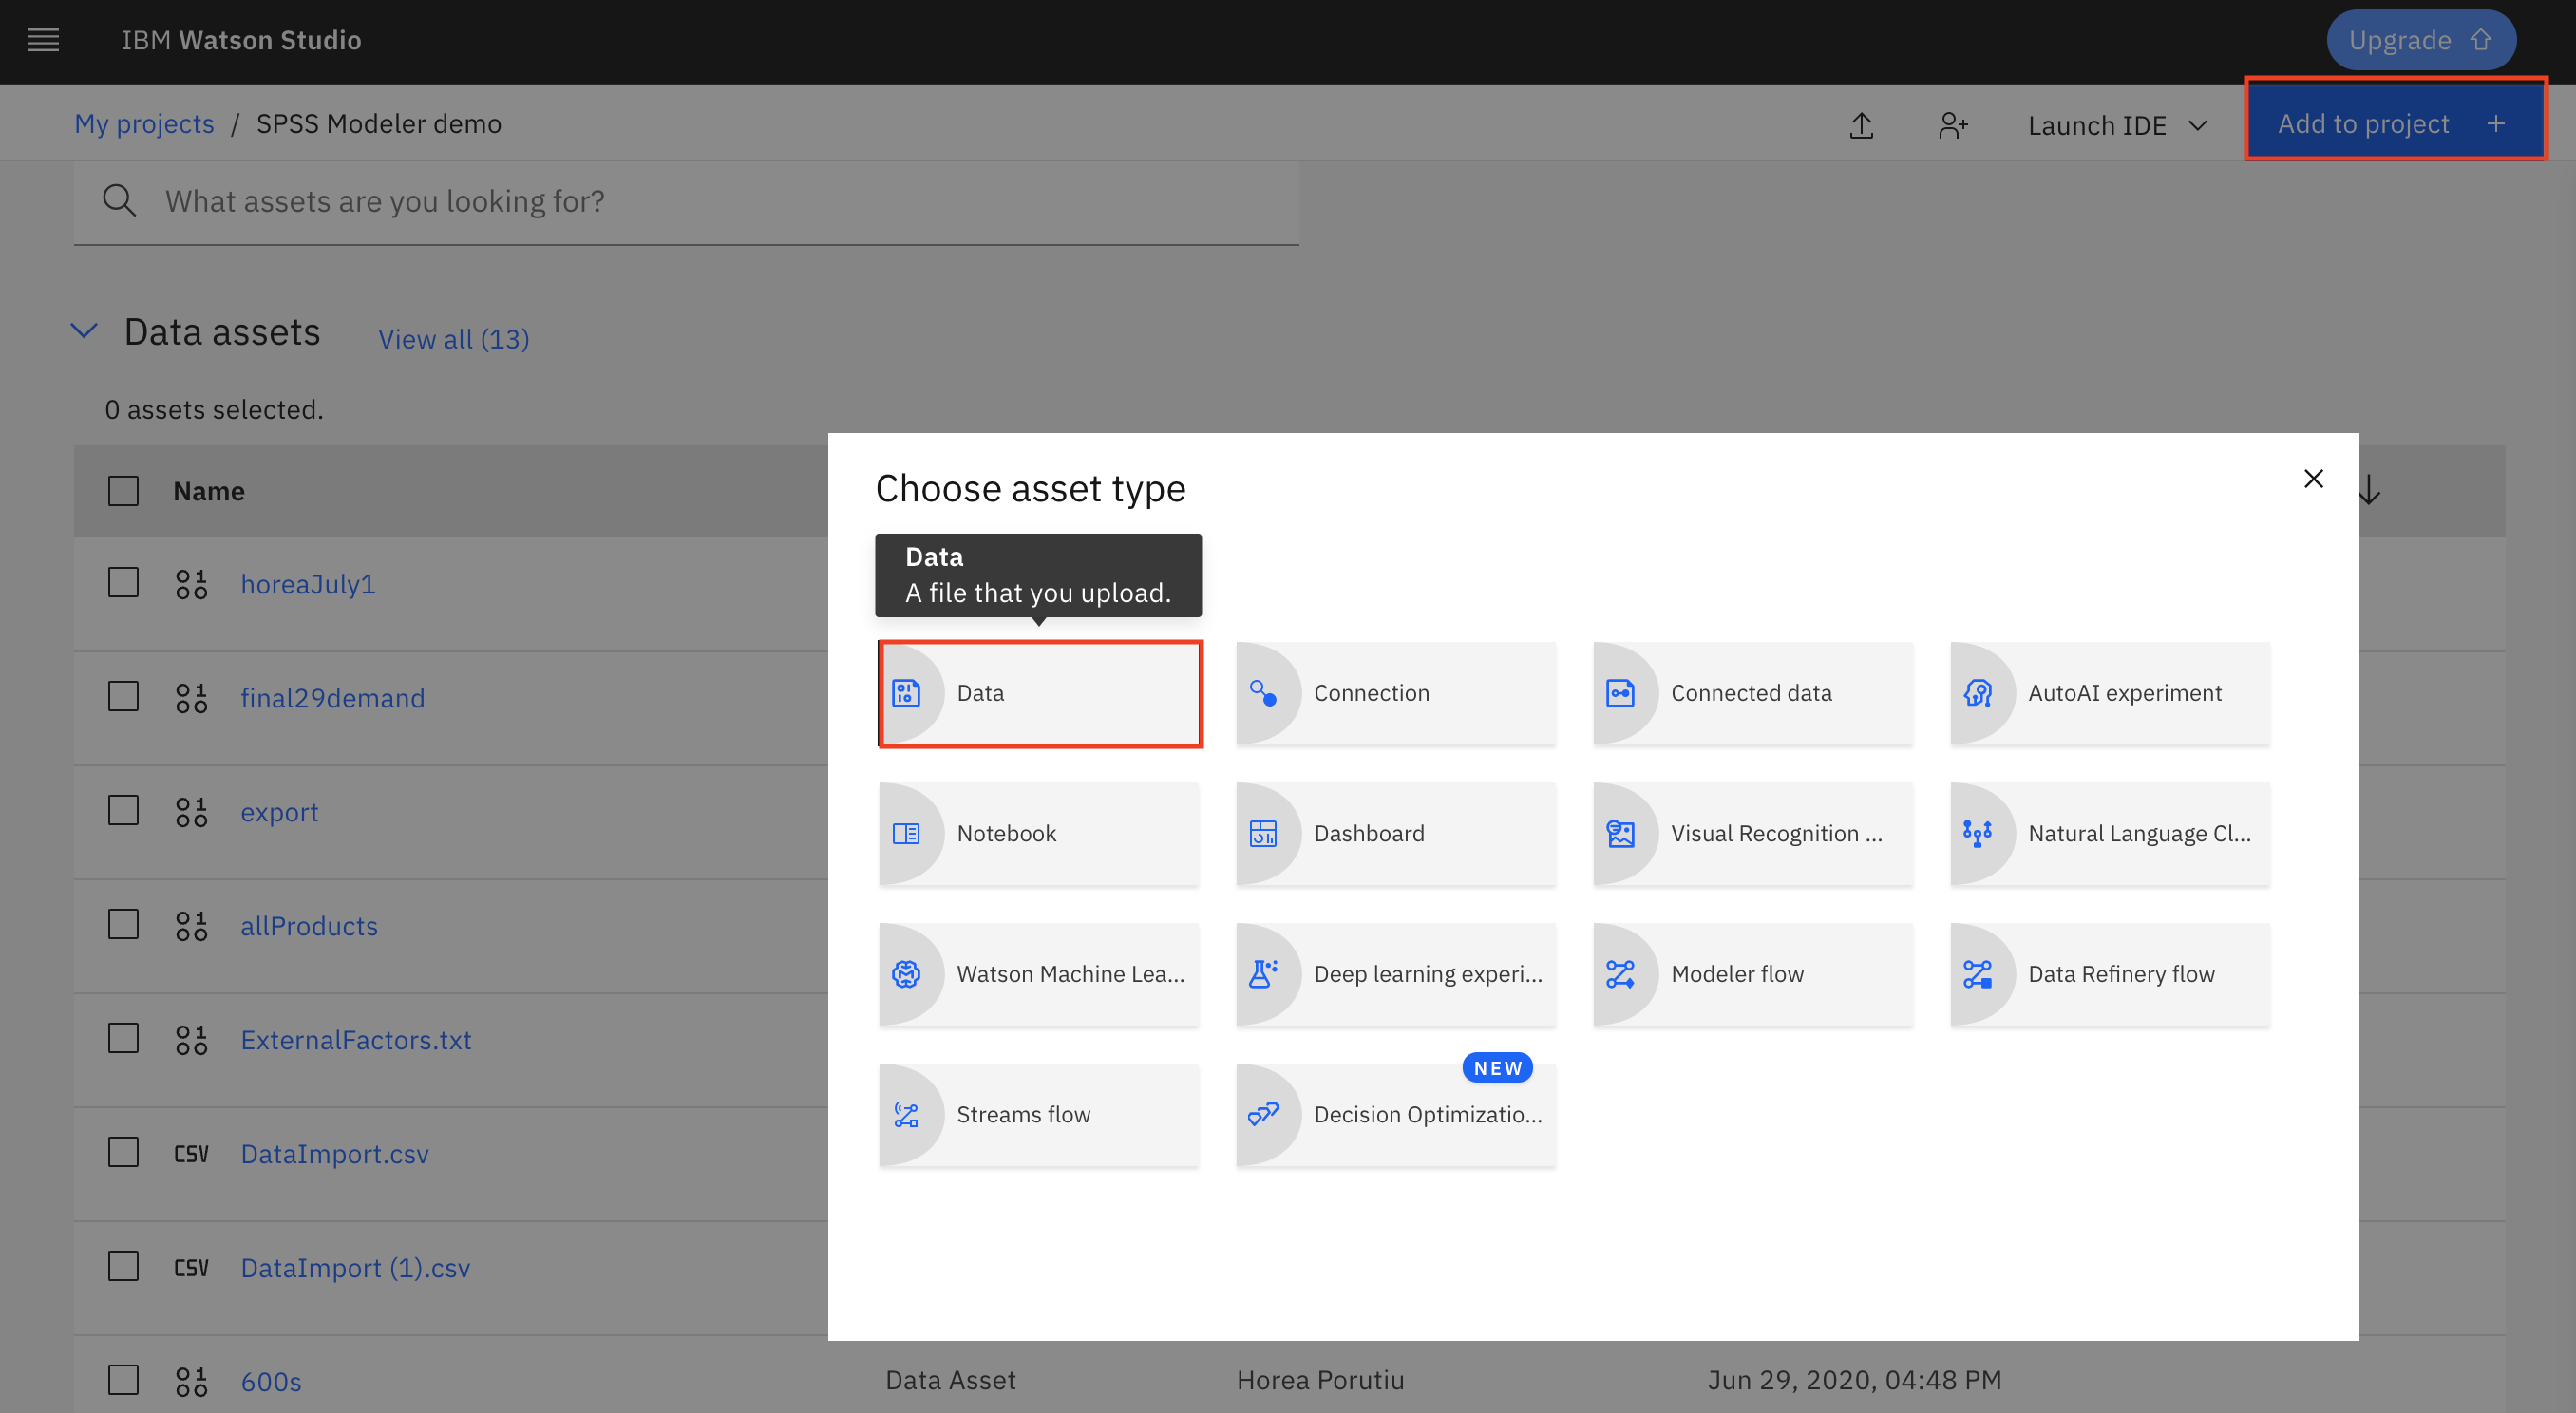 IBM Watson Studio
Upgrade
My projects / SPSS Modeler demo
Launch IDE
Add to project +
What assets are you looking for?
Data assets
View all (13)
0 assets selected.
Name
horeaJuly1
final29demand
export
allProducts
ExternalFactors.txt
CSV DataImport.csv
CSV DataImport (1).csv
600s
Data Asset
Horea Porutiu
Jun 29, 2020, 04:48 PM
Choose asset type
Data
A file that you upload.
Data
Connection
Connected data
AutoAI experiment
Notebook
Dashboard
Visual Recognition ...
Natural Language Cl...
Watson Machine Lea...
Deep learning experi...
Modeler flow
Data Refinery flow
Streams flow
NEW
Decision Optimizatio...